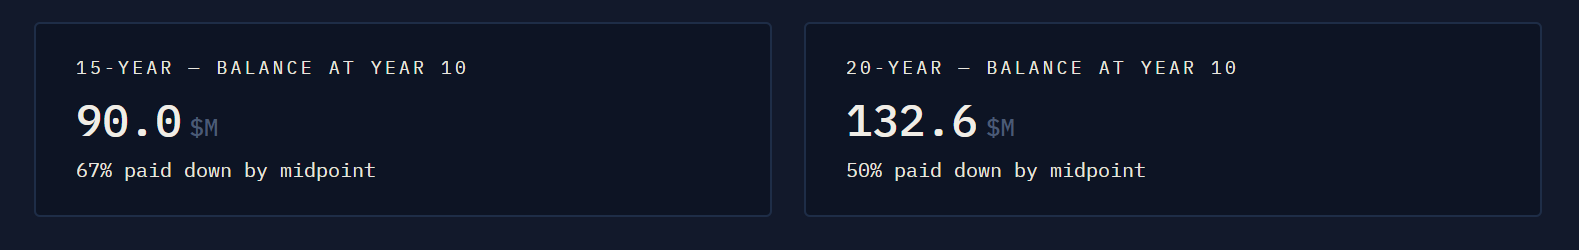 15-YEAR — BALANCE AT YEAR 10
90.0 $M
67% paid down by midpoint
20-YEAR — BALANCE AT YEAR 10
132.6 $M
50% paid down by midpoint